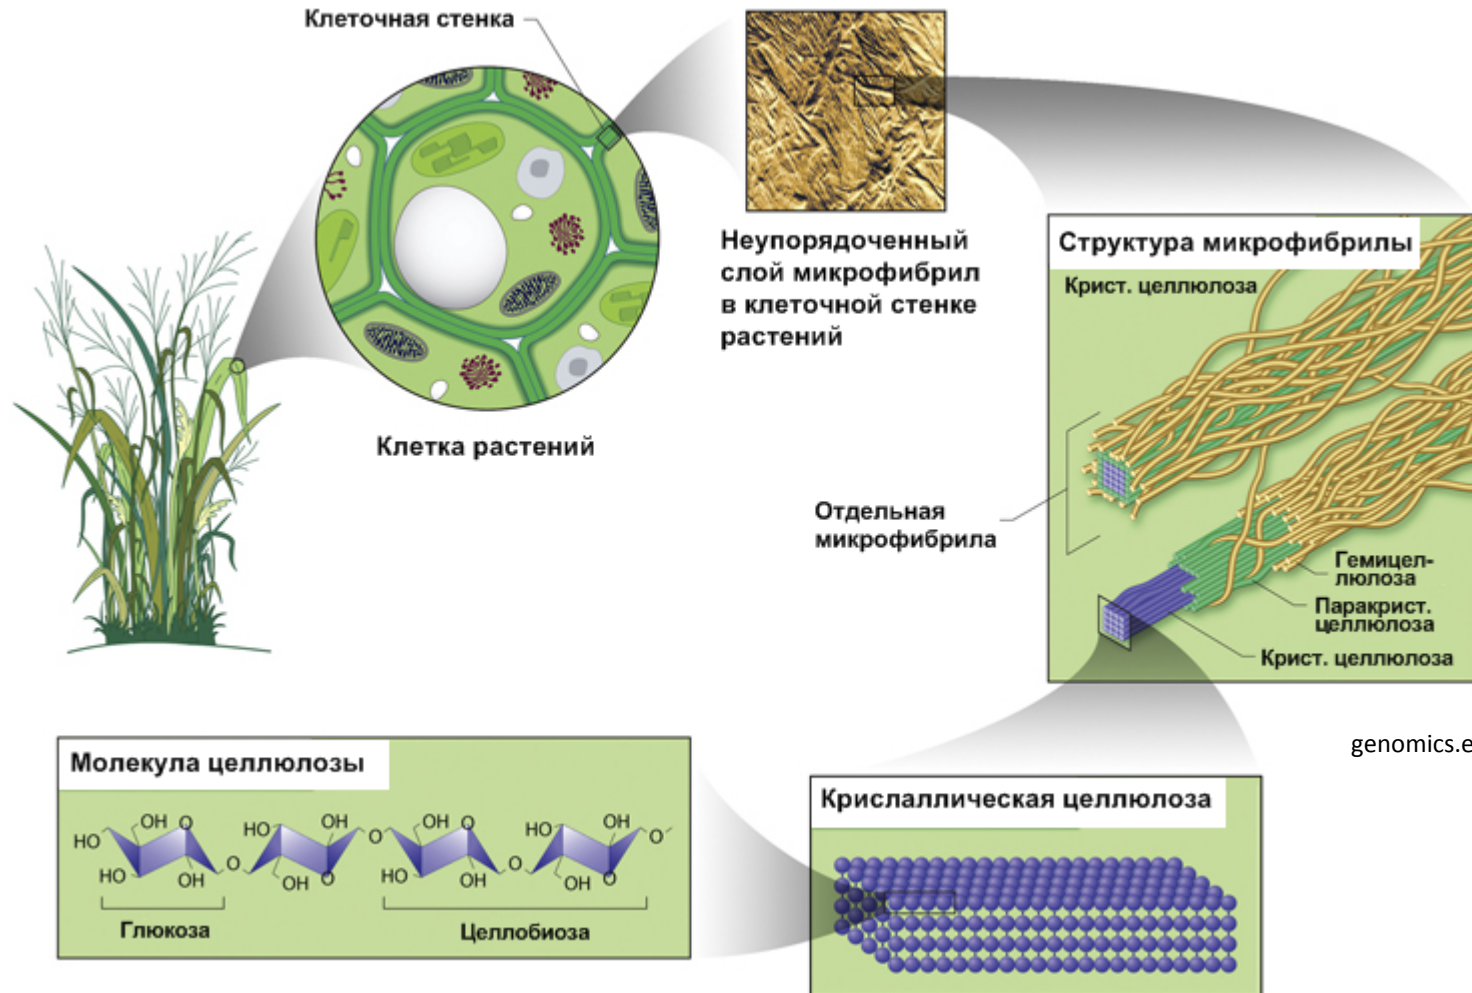 Клеточная стенка
Неупорядоченный
слой микрофибрил
в клеточной стенке
растений
Клетка растений
Структура микрофибрилы
Крист. целлюлоза
Отдельная
микрофибрила
Гемицел-
люлоза
Паракрист.
целлюлоза
Крист. целлюлоза
genomics.e
Молекула целлюлозы
HO
OH
O
HO
OH
O
HO
OH
O
OH
O
OH
O
HO
OH
O
HO
OH
O
OH
O
Глюкоза
Целлобиоза
Крислаллическая целлюлоза